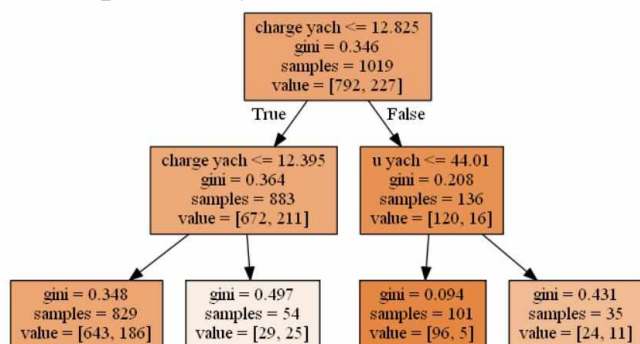 charge yach <= 12.825
gini = 0.346
samples = 1019
value = [792, 227]
True
False
charge yach <= 12.395
gini = 0.364
samples = 883
value = [672, 211]
u yach <= 44.01
gini = 0.208
samples = 136
value = [120, 16]
gini = 0.348
samples = 829
value = [643, 186]
gini = 0.497
samples = 54
value = [29, 25]
gini = 0.094
samples = 101
value = [96, 5]
gini = 0.431
samples = 35
value = [24, 11]